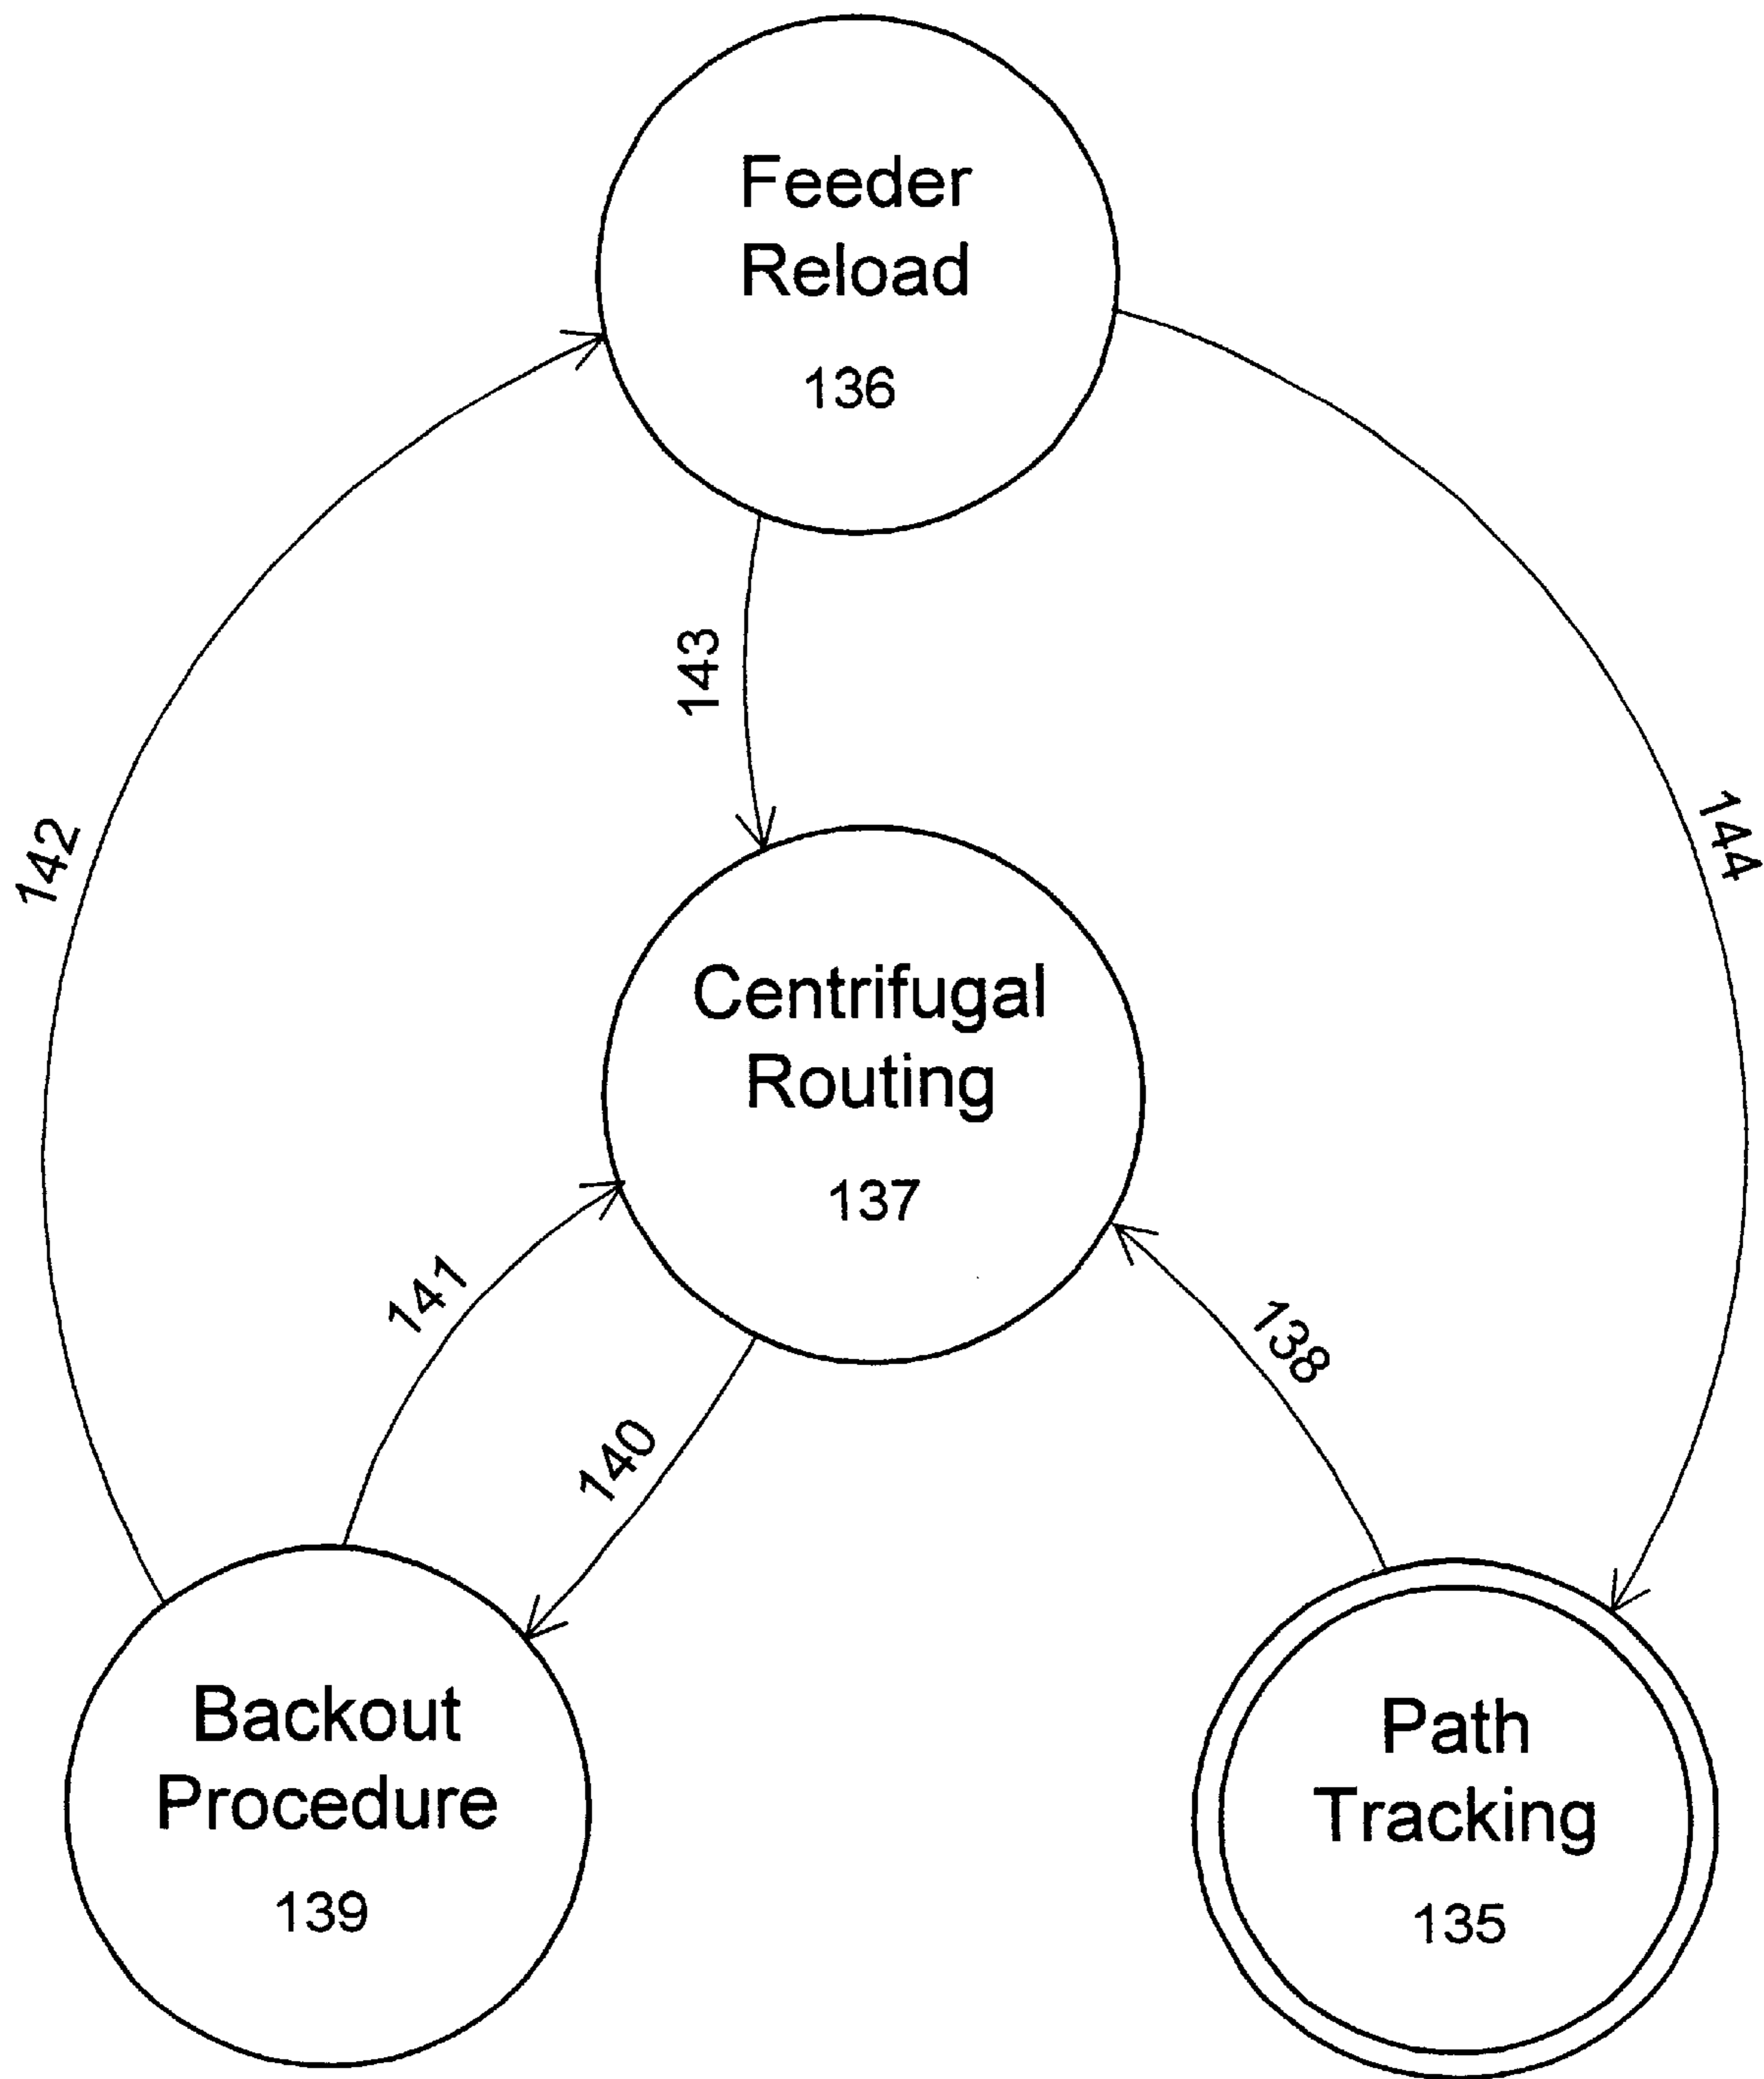 Feeder
Reload
136
143
142
144
Centrifugal
Routing
137
141
138
140
Backout
Procedure
139
Path
Tracking
135